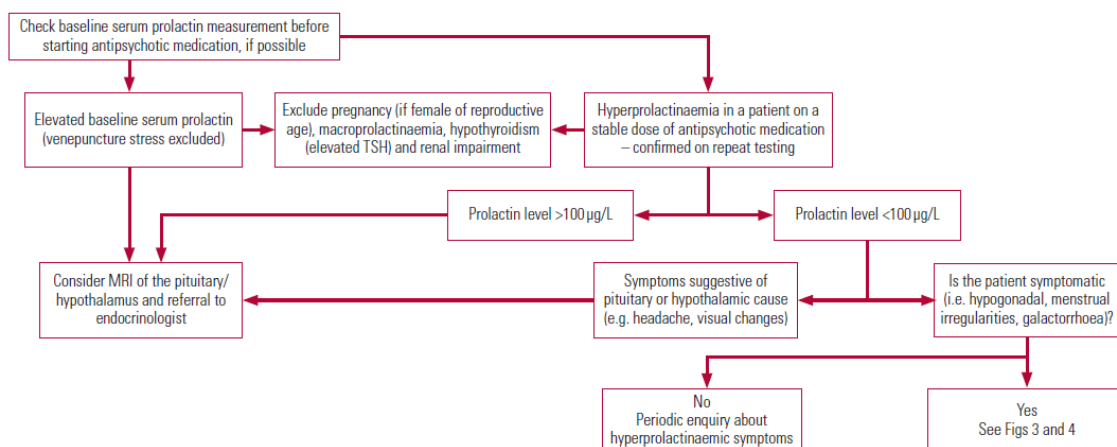 Check baseline serum prolactin measurement before
starting antipsychotic medication, if possible
Elevated baseline serum prolactin
(venepuncture stress excluded)
Exclude pregnancy (if female of reproductive
age), macroprolactinaemia, hypothyroidism
(elevated TSH) and renal impairment
Hyperprolactinaemia in a patient on a
stable dose of antipsychotic medication
– confirmed on repeat testing
Prolactin level >100 µg/L
Prolactin level <100 µg/L
Consider MRI of the pituitary/
hypothalamus and referral to
endocrinologist
Symptoms suggestive of
pituitary or hypothalamic cause
(e.g. headache, visual changes)
Is the patient symptomatic
(i.e. hypogonadal, menstrual
irregularities, galactorrhoea)?
No
Periodic enquiry about
hyperprolactinaemic symptoms
Yes
See Figs 3 and 4